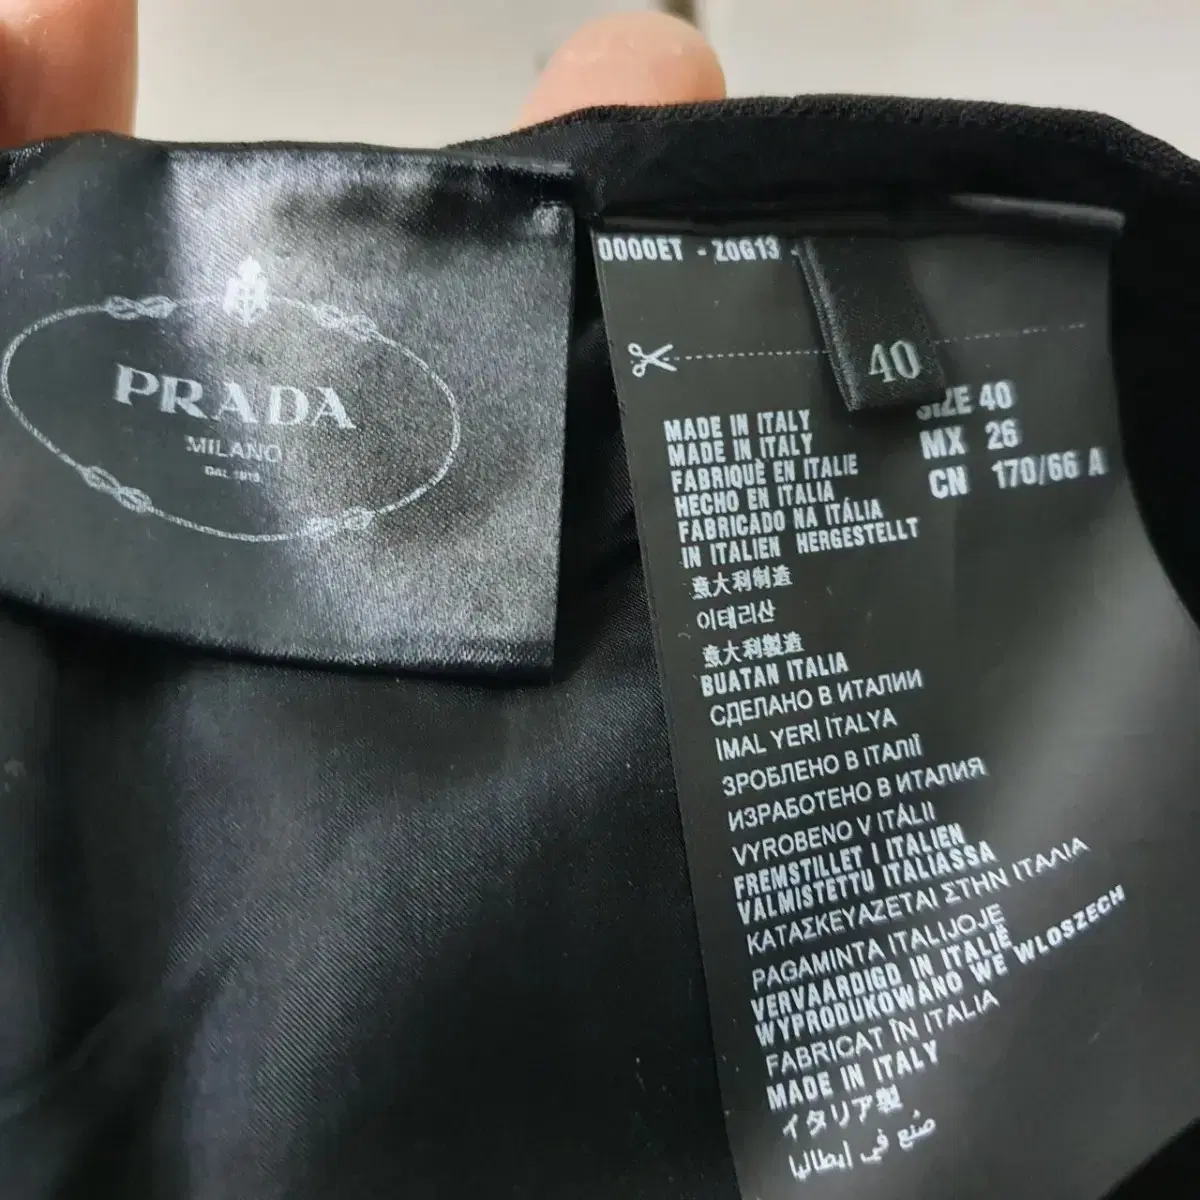 PRADA
MILANO
DAL 1913
0000ET - Z0G13 -
40
SIZE 40
MX 26
CN 170/66 A
MADE IN ITALY
MADE IN ITALY
FABRIQUÈ EN ITALIE
HECHO EN ITALIA
FABRICADO NA ITÁLIA
IN ITALIEN HERGESTELLT
意大利制造
이태리산
意大利製造
BUATAN ITALIA
СДЕЛАНО В ИТАЛИИ
İMAL YERİ İTALYA
ЗРОБЛЕНО В ІТАЛІЇ
ИЗРАБОТЕНО В ИТАЛИЯ
VYROBENO V ITÁLII
FREMSTILLET I ITALIEN
VALMISTETTU ITALIASSA
ΚΑΤΑΣΚΕΥΑΖΕΤΑΙ ΣΤΗΝ ΙΤΑΛΙΑ
PAGAMINTA ITALIJOJE
VERVAARDIGD IN ITALIË
WYPRODUKOWANO WE WLOSZECH
FABRICAT ÎN ITALIA
MADE IN ITALY
イタリア製
صنع في إيطاليا